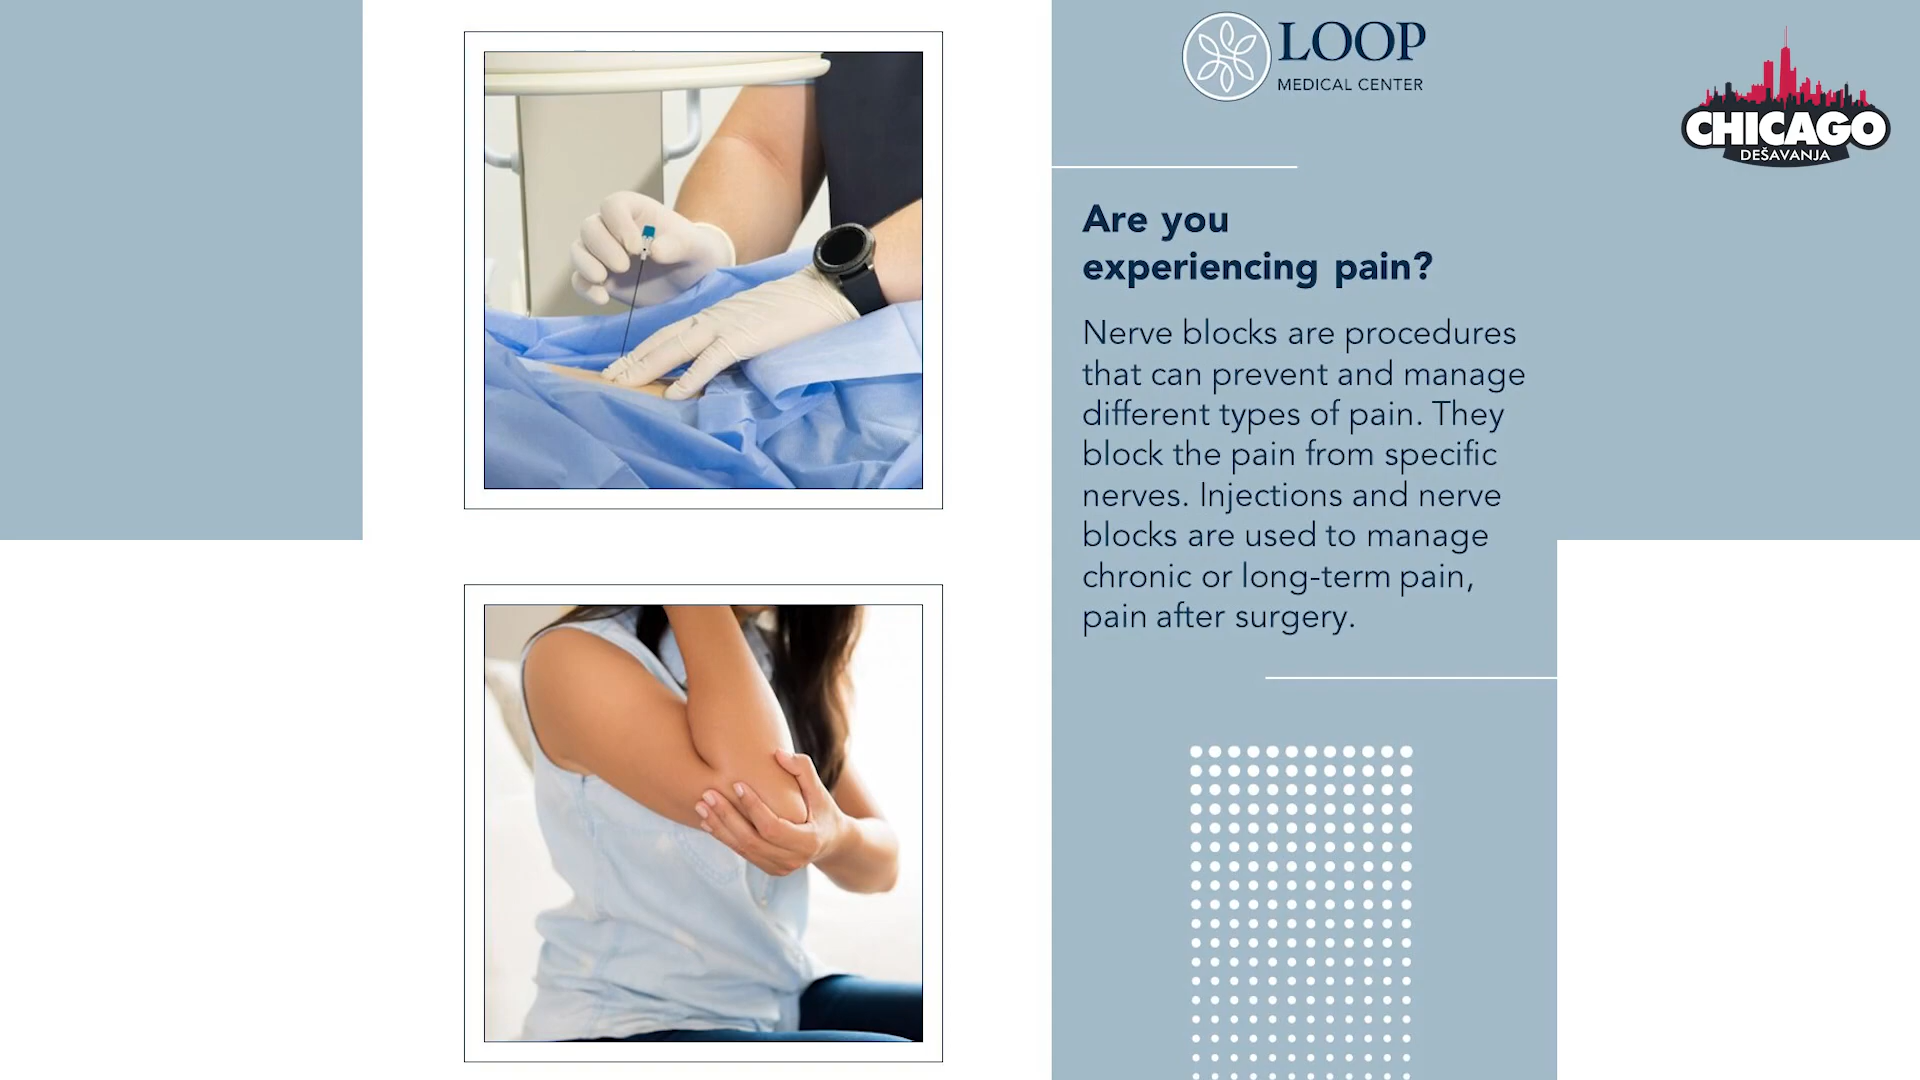 LOOP
MEDICAL CENTER
CHICAGO
DEŠAVANJA
Are you
experiencing pain?
Nerve blocks are procedures
that can prevent and manage
different types of pain. They
block the pain from specific
nerves. Injections and nerve
blocks are used to manage
chronic or long-term pain,
pain after surgery.